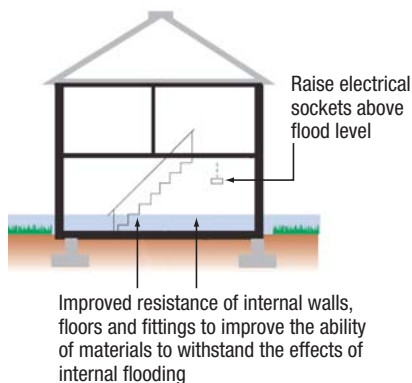 Raise electrical
sockets above
flood level
Improved resistance of internal walls,
floors and fittings to improve the ability
of materials to withstand the effects of
internal flooding